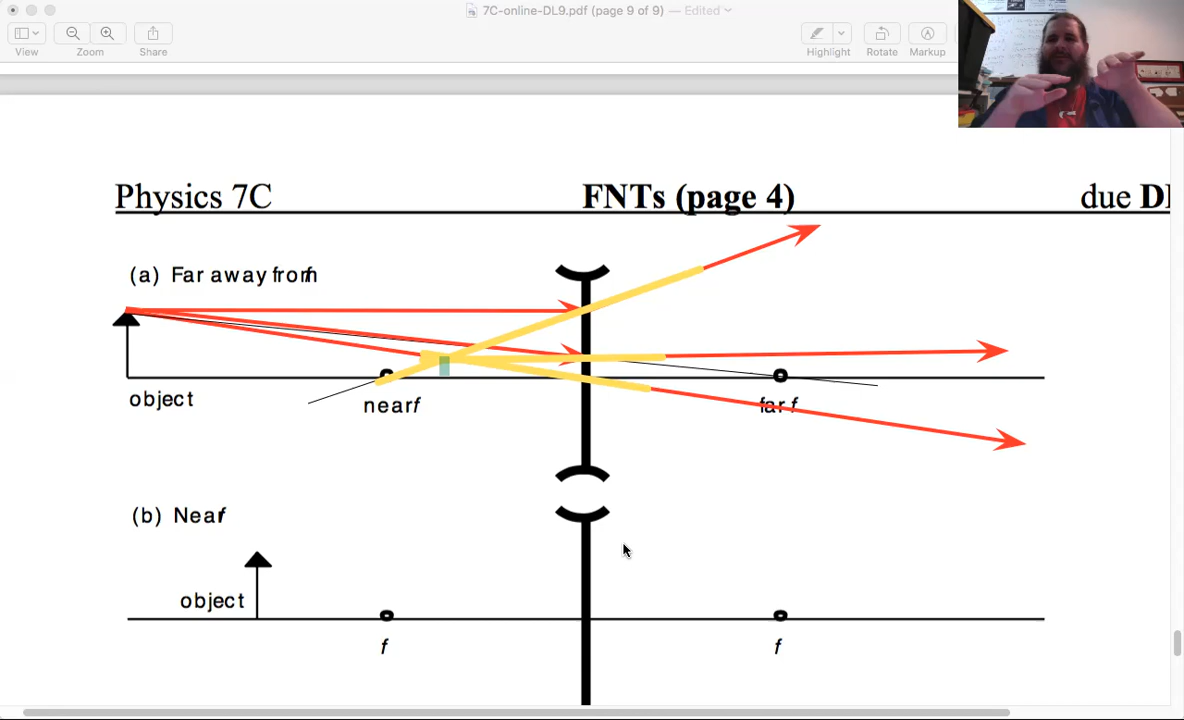 7C-online-DL9.pdf (page 9 of 9) — Edited
View Zoom Share Highlight Rotate Markup
Physics 7C FNTs (page 4) due DL
(a) Far away from f
object
near f
far f
(b) Near f
object
f
f